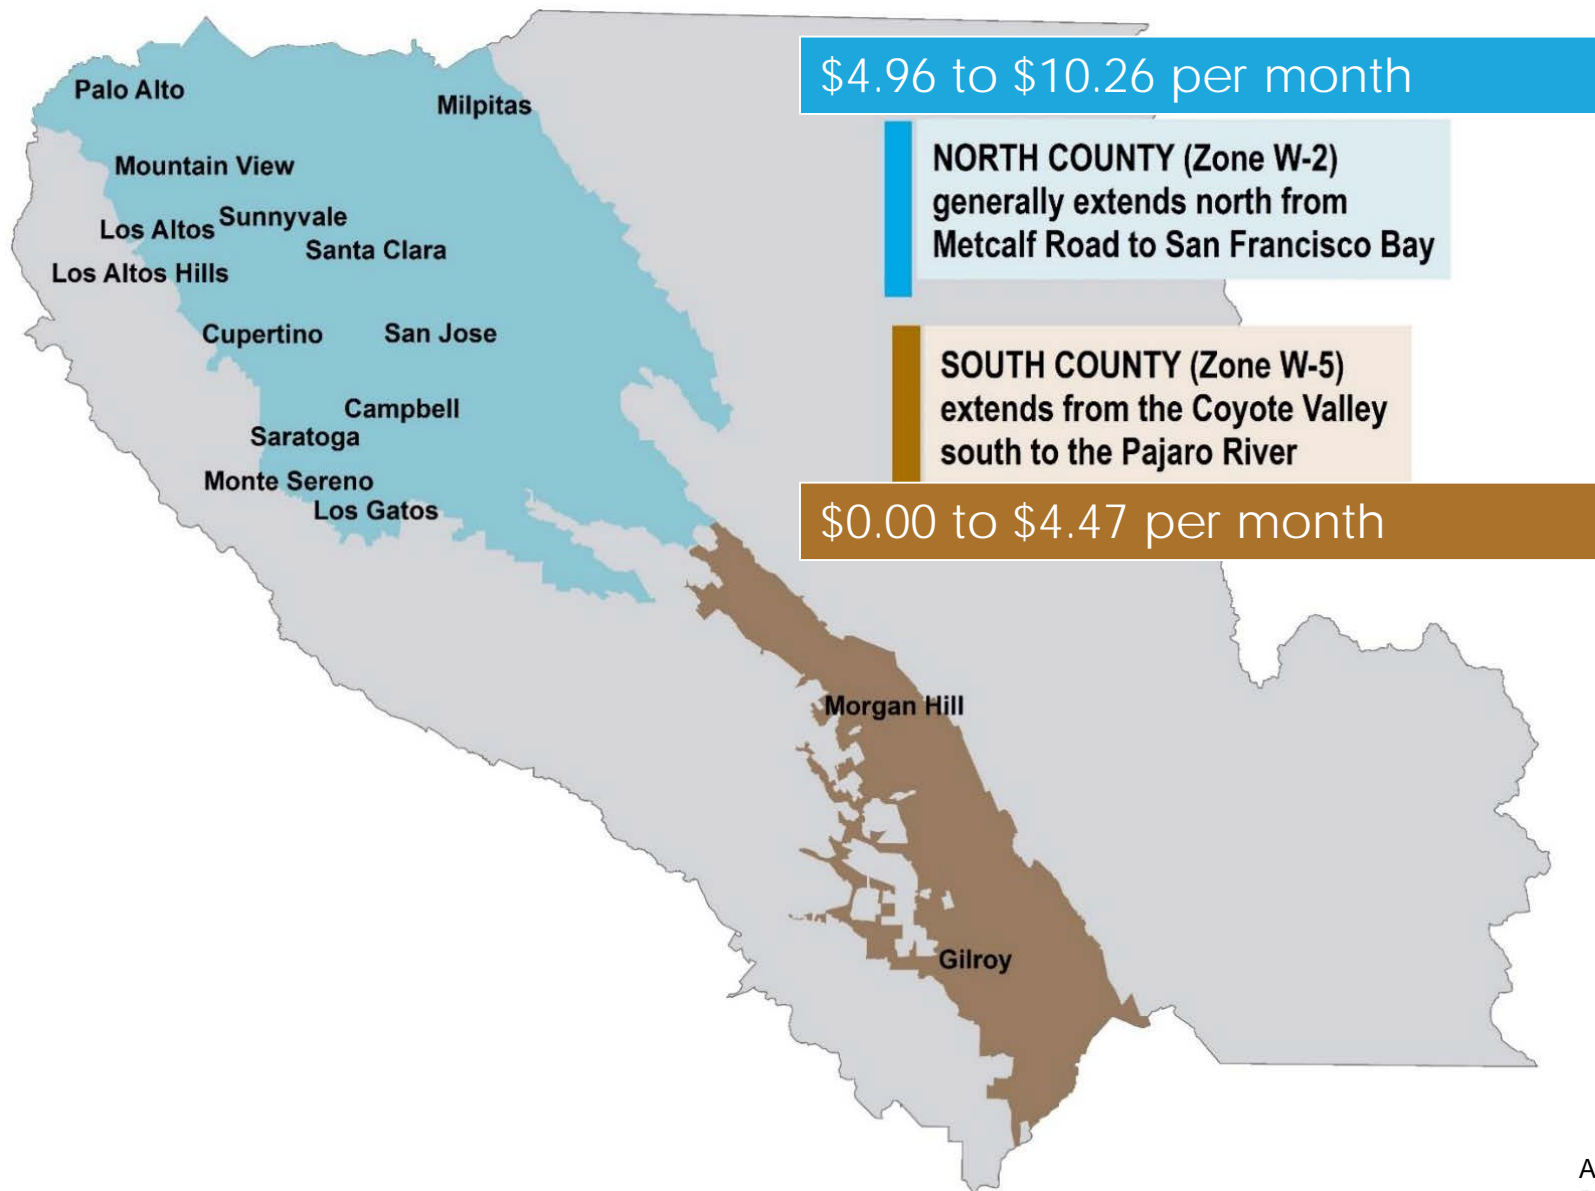 $4.96 to $10.26 per month
Palo Alto
Milpitas
NORTH COUNTY (Zone W-2)
generally extends north from
Metcalf Road to San Francisco Bay
Mountain View
Sunnyvale
Los Altos
Santa Clara
Los Altos Hills
Cupertino
San Jose
SOUTH COUNTY (Zone W-5)
extends from the Coyote Valley
south to the Pajaro River
Campbell
Saratoga
Monte Sereno
Los Gatos
$0.00 to $4.47 per month
Morgan Hill
Gilroy
A